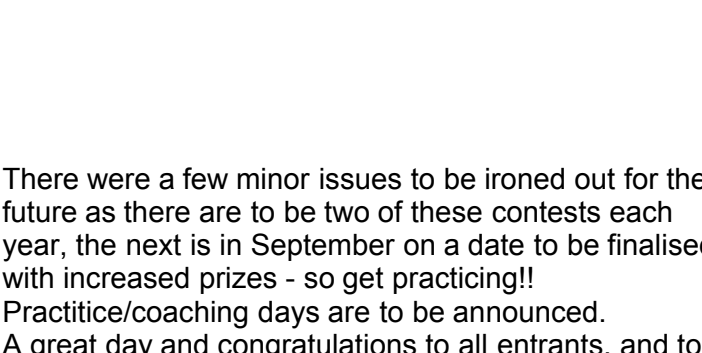 There were a few minor issues to be ironed out for the
future as there are to be two of these contests each
year, the next is in September on a date to be finalised
with increased prizes - so get practicing!!
Practitice/coaching days are to be announced.
A great day and congratulations to all entrants, and to